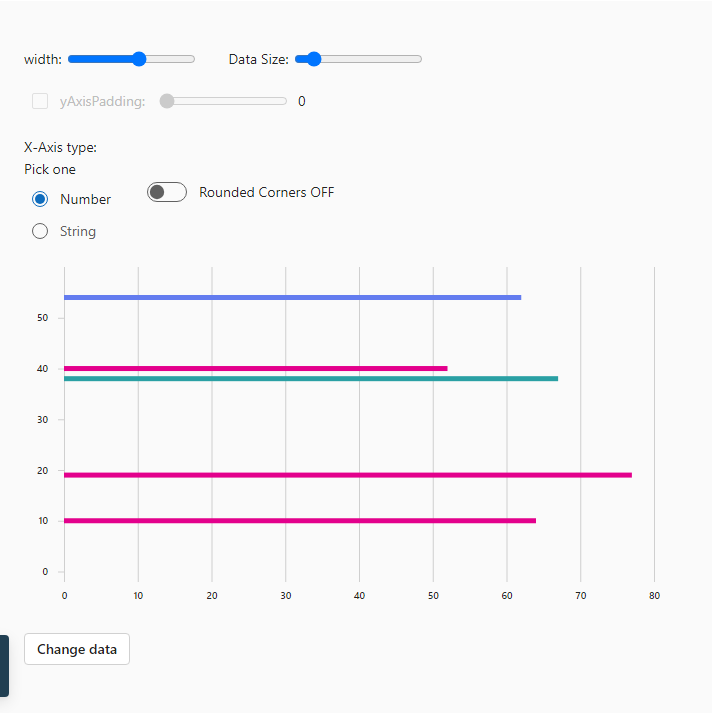 width: Data Size:
yAxisPadding: 0
X-Axis type:
Pick one
Number
Rounded Corners OFF
String
50
40
30
20
10
0
0 10 20 30 40 50 60 70 80
Change data